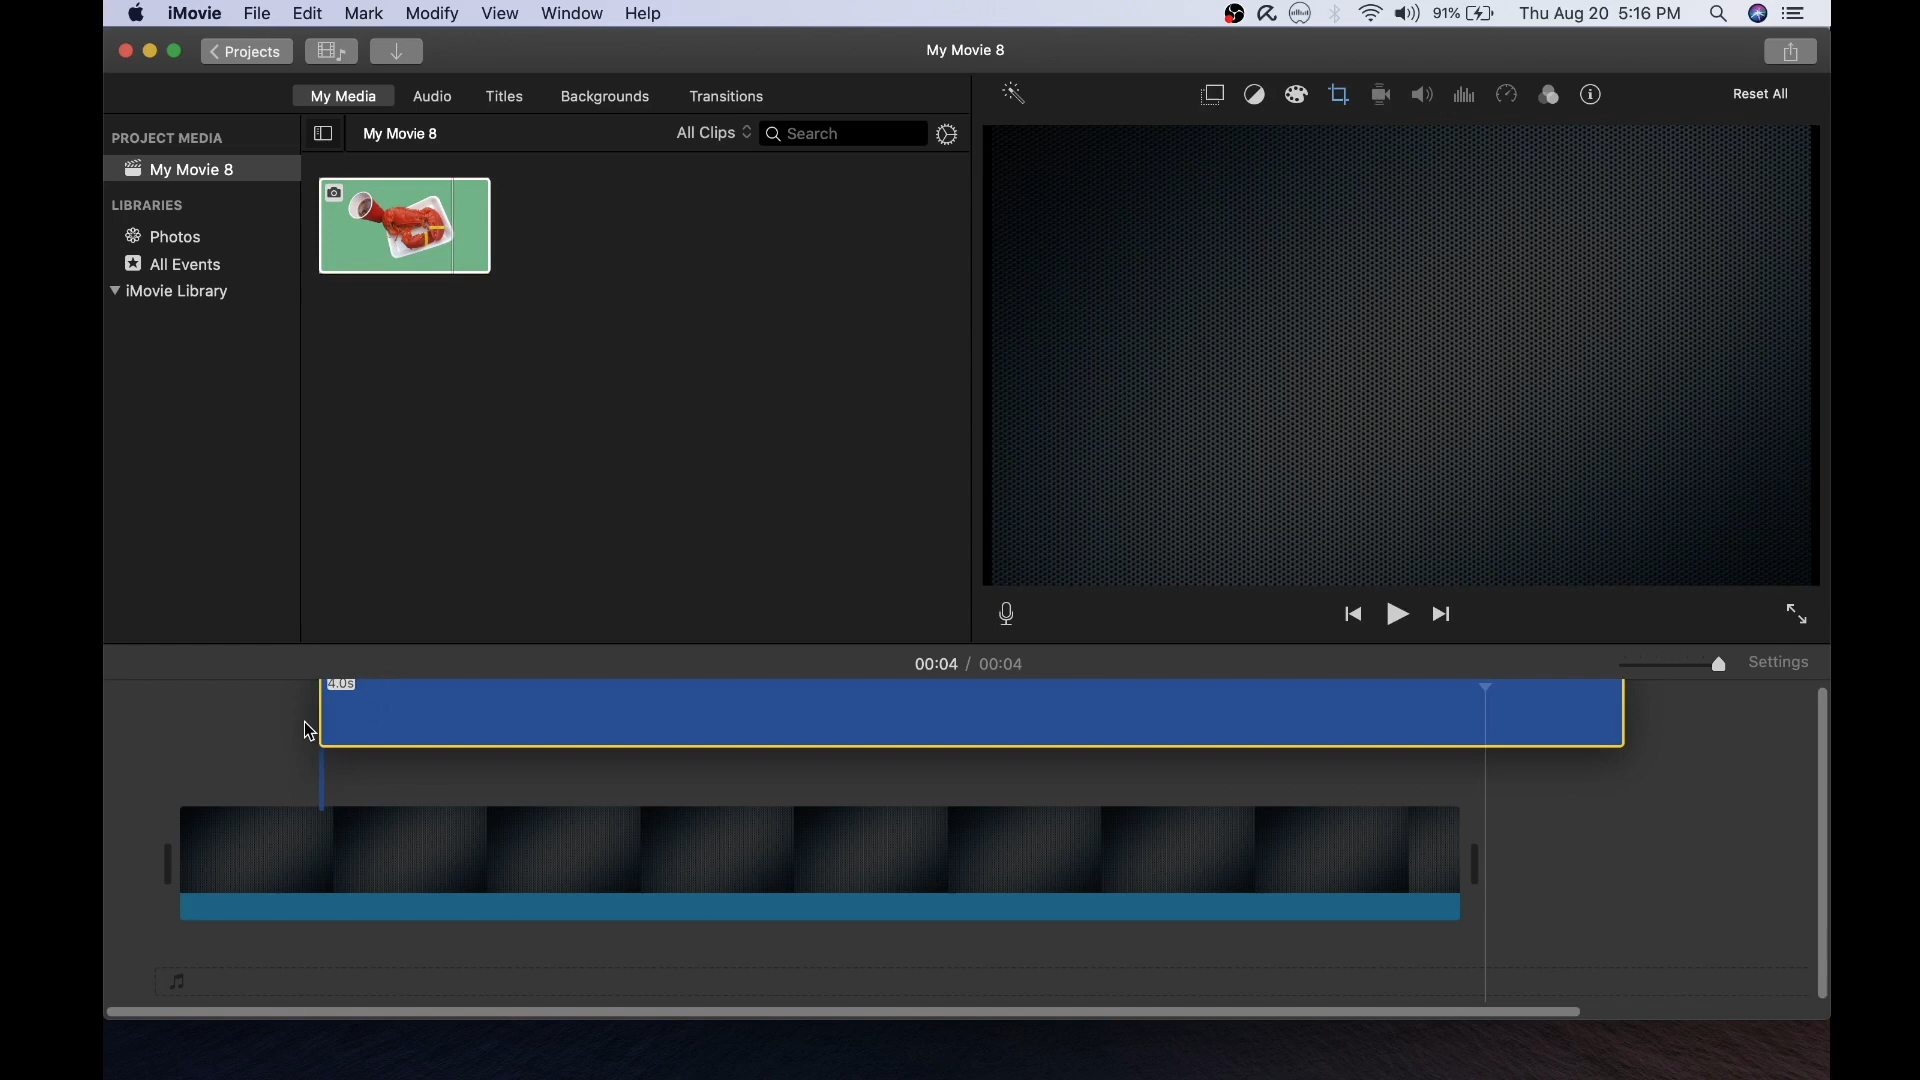 iMovie File Edit Mark Modify View Window Help 91% Thu Aug 20 5:16 PM
Projects My Movie 8
My Media Audio Titles Backgrounds Transitions Reset All
PROJECT MEDIA My Movie 8 All Clips Search
My Movie 8
LIBRARIES
Photos
All Events
iMovie Library
00:04 / 00:04 Settings
4.0s